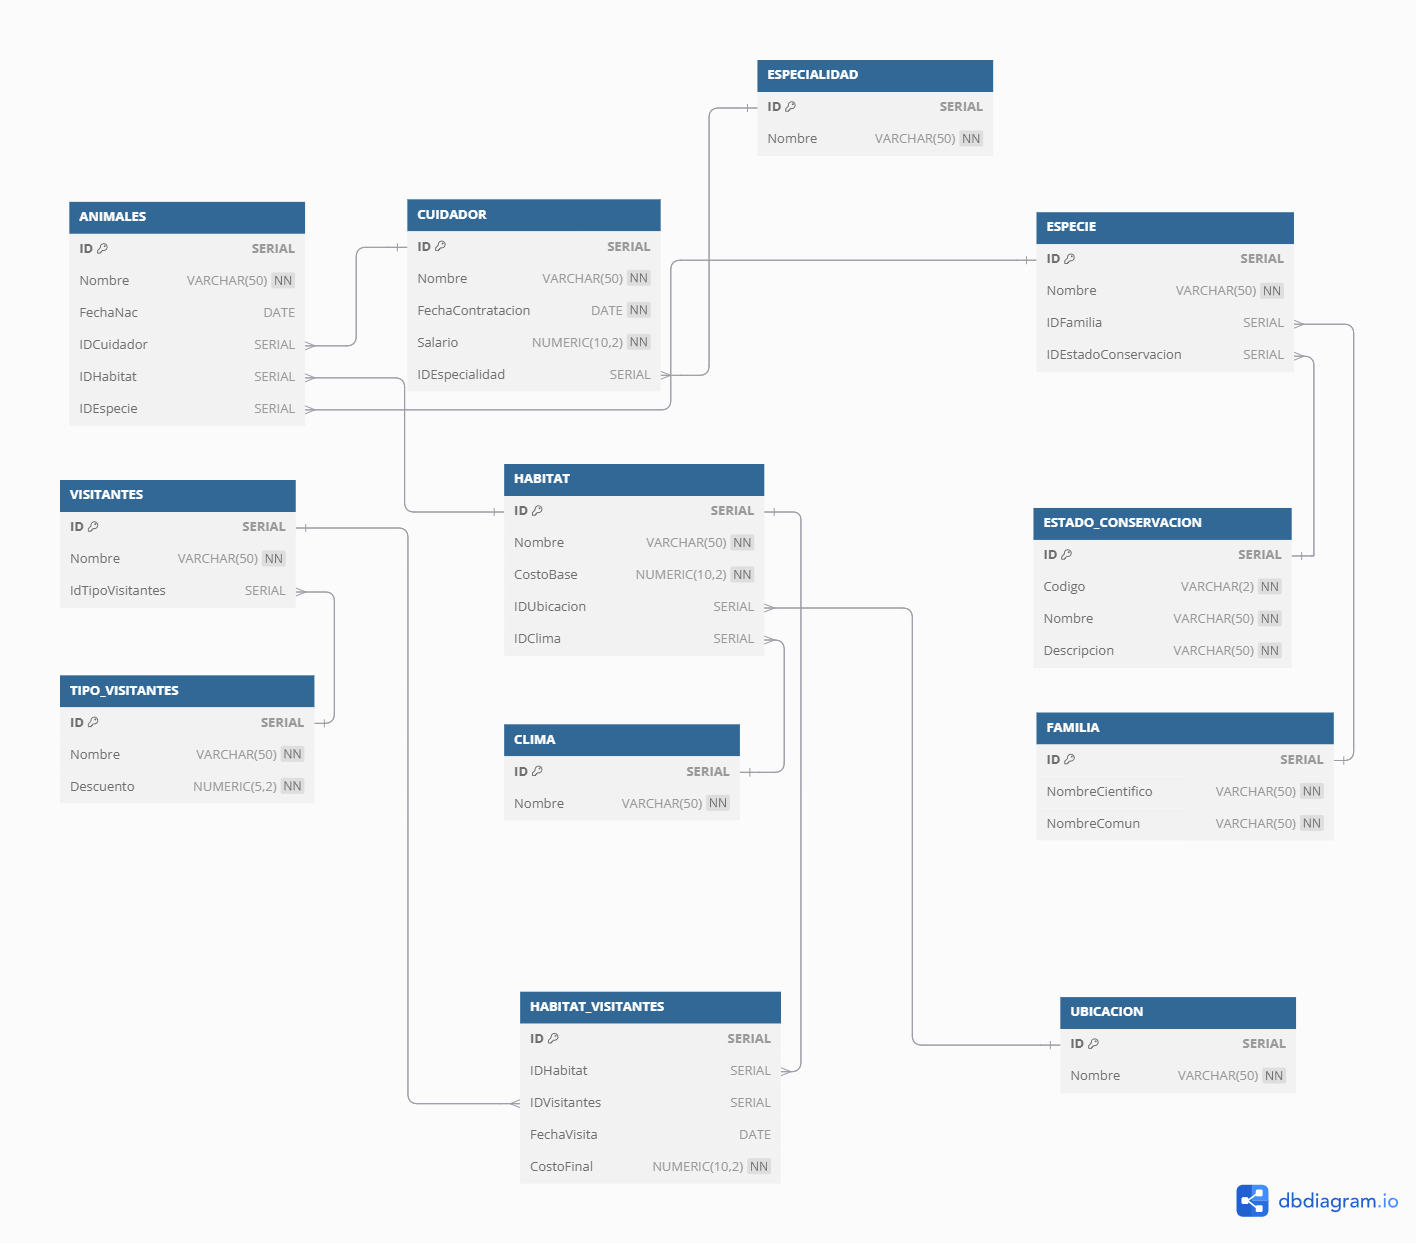 ESPECIALIDAD
ID SERIAL
Nombre VARCHAR(50) NN
ANIMALES
ID SERIAL
Nombre VARCHAR(50) NN
FechaNac DATE
IDCuidador SERIAL
IDHabitat SERIAL
IDEspecie SERIAL
CUIDADOR
ID SERIAL
Nombre VARCHAR(50) NN
FechaContratacion DATE NN
Salario NUMERIC(10,2) NN
IDEspecialidad SERIAL
ESPECIE
ID SERIAL
Nombre VARCHAR(50) NN
IDFamilia SERIAL
IDEstadoConservacion SERIAL
VISITANTES
ID SERIAL
Nombre VARCHAR(50) NN
IdTipoVisitantes SERIAL
HABITAT
ID SERIAL
Nombre VARCHAR(50) NN
CostoBase NUMERIC(10,2) NN
IDUbicacion SERIAL
IDClima SERIAL
ESTADO_CONSERVACION
ID SERIAL
Codigo VARCHAR(2) NN
Nombre VARCHAR(50) NN
Descripcion VARCHAR(50) NN
TIPO_VISITANTES
ID SERIAL
Nombre VARCHAR(50) NN
Descuento NUMERIC(5,2) NN
CLIMA
ID SERIAL
Nombre VARCHAR(50) NN
FAMILIA
ID SERIAL
NombreCientifico VARCHAR(50) NN
NombreComun VARCHAR(50) NN
HABITAT_VISITANTES
ID SERIAL
IDHabitat SERIAL
IDVisitantes SERIAL
FechaVisita DATE
CostoFinal NUMERIC(10,2) NN
UBICACION
ID SERIAL
Nombre VARCHAR(50) NN
dbdiagram.io